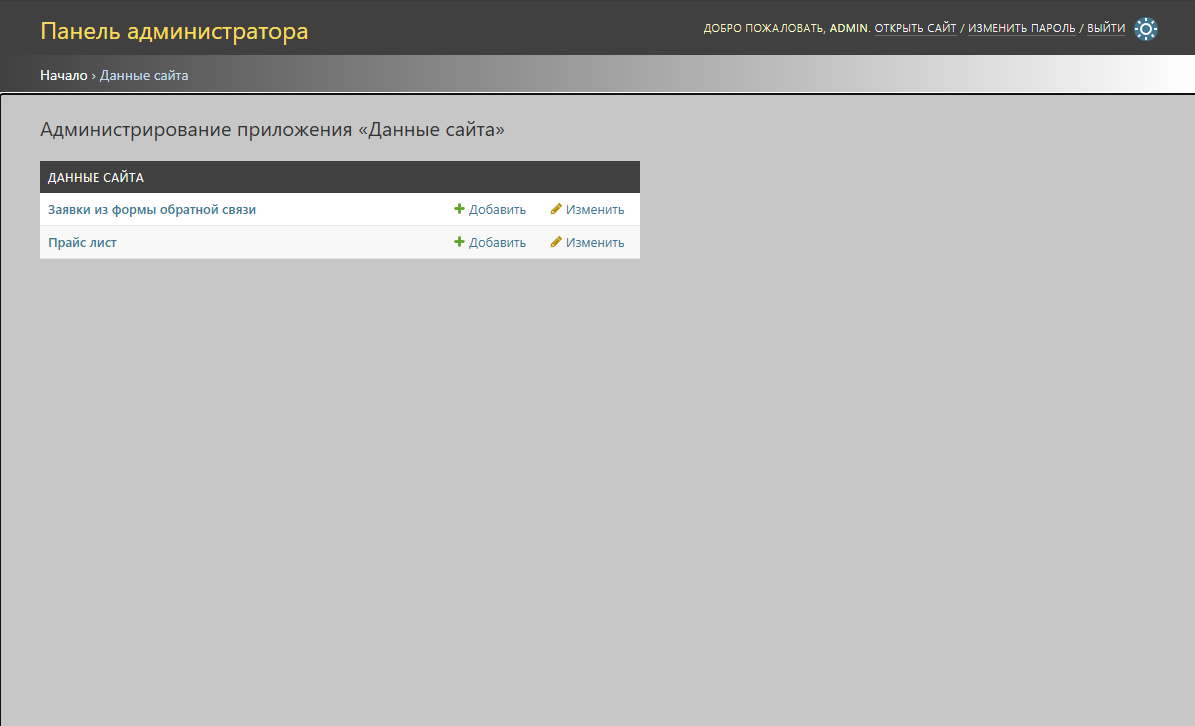 Панель администратора
ДОБРО ПОЖАЛОВАТЬ, ADMIN. ОТКРЫТЬ САЙТ / ИЗМЕНИТЬ ПАРОЛЬ / ВЫЙТИ
Начало › Данные сайта
Администрирование приложения «Данные сайта»
ДАННЫЕ САЙТА
Заявки из формы обратной связи Добавить Изменить
Прайс лист Добавить Изменить